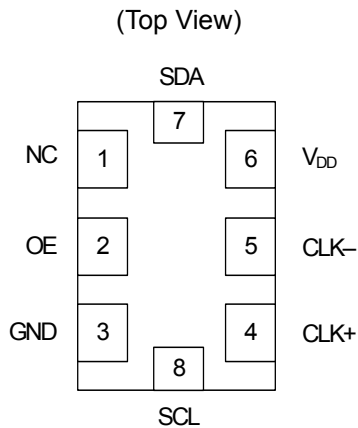 (Top View)
SDA
7
NC 1 6 VDD
OE 2 5 CLK–
GND 3 4 CLK+
8
SCL